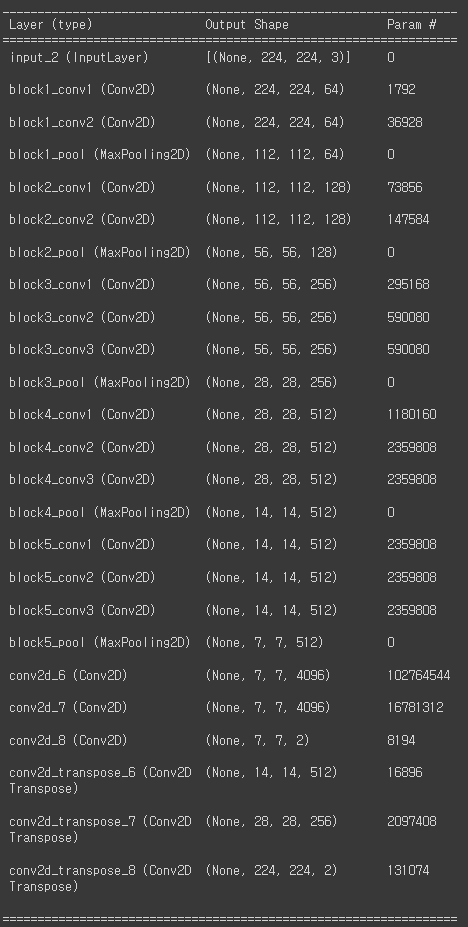 Layer (type) Output Shape Param #
input_2 (InputLayer) [(None, 224, 224, 3)] 0
block1_conv1 (Conv2D) (None, 224, 224, 64) 1792
block1_conv2 (Conv2D) (None, 224, 224, 64) 36928
block1_pool (MaxPooling2D) (None, 112, 112, 64) 0
block2_conv1 (Conv2D) (None, 112, 112, 128) 73856
block2_conv2 (Conv2D) (None, 112, 112, 128) 147584
block2_pool (MaxPooling2D) (None, 56, 56, 128) 0
block3_conv1 (Conv2D) (None, 56, 56, 256) 295168
block3_conv2 (Conv2D) (None, 56, 56, 256) 590080
block3_conv3 (Conv2D) (None, 56, 56, 256) 590080
block3_pool (MaxPooling2D) (None, 28, 28, 256) 0
block4_conv1 (Conv2D) (None, 28, 28, 512) 1180160
block4_conv2 (Conv2D) (None, 28, 28, 512) 2359808
block4_conv3 (Conv2D) (None, 28, 28, 512) 2359808
block4_pool (MaxPooling2D) (None, 14, 14, 512) 0
block5_conv1 (Conv2D) (None, 14, 14, 512) 2359808
block5_conv2 (Conv2D) (None, 14, 14, 512) 2359808
block5_conv3 (Conv2D) (None, 14, 14, 512) 2359808
block5_pool (MaxPooling2D) (None, 7, 7, 512) 0
conv2d_6 (Conv2D) (None, 7, 7, 4096) 102764544
conv2d_7 (Conv2D) (None, 7, 7, 4096) 16781312
conv2d_8 (Conv2D) (None, 7, 7, 2) 8194
conv2d_transpose_6 (Conv2D (None, 14, 14, 512) 16896
Transpose)
conv2d_transpose_7 (Conv2D (None, 28, 28, 256) 2097408
Transpose)
conv2d_transpose_8 (Conv2D (None, 224, 224, 2) 131074
Transpose)